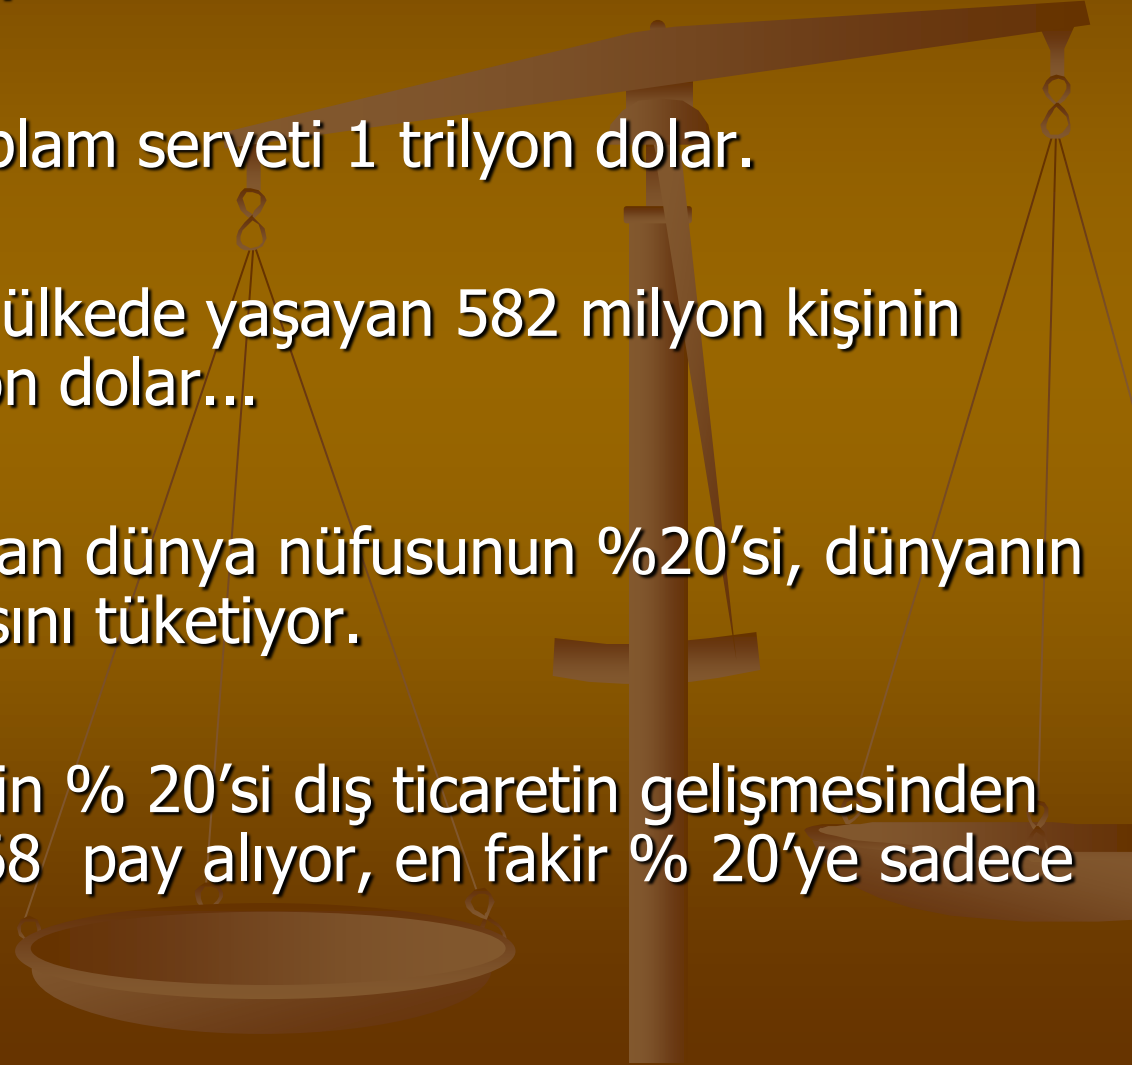 plam serveti 1 trilyon dolar.
ülkede yaşayan 582 milyon kişinin
on dolar...
an dünya nüfusunun %20’si, dünyanın
sını tüketiyor.
in % 20’si dış ticaretin gelişmesinden
68 pay alıyor, en fakir % 20’ye sadece